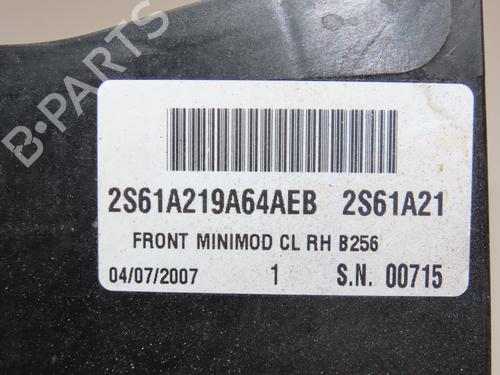 B-PARTS
2S61A219A64AEB 2S61A21
FRONT MINIMOD CL RH B256
04/07/2007 1 S.N. 00715